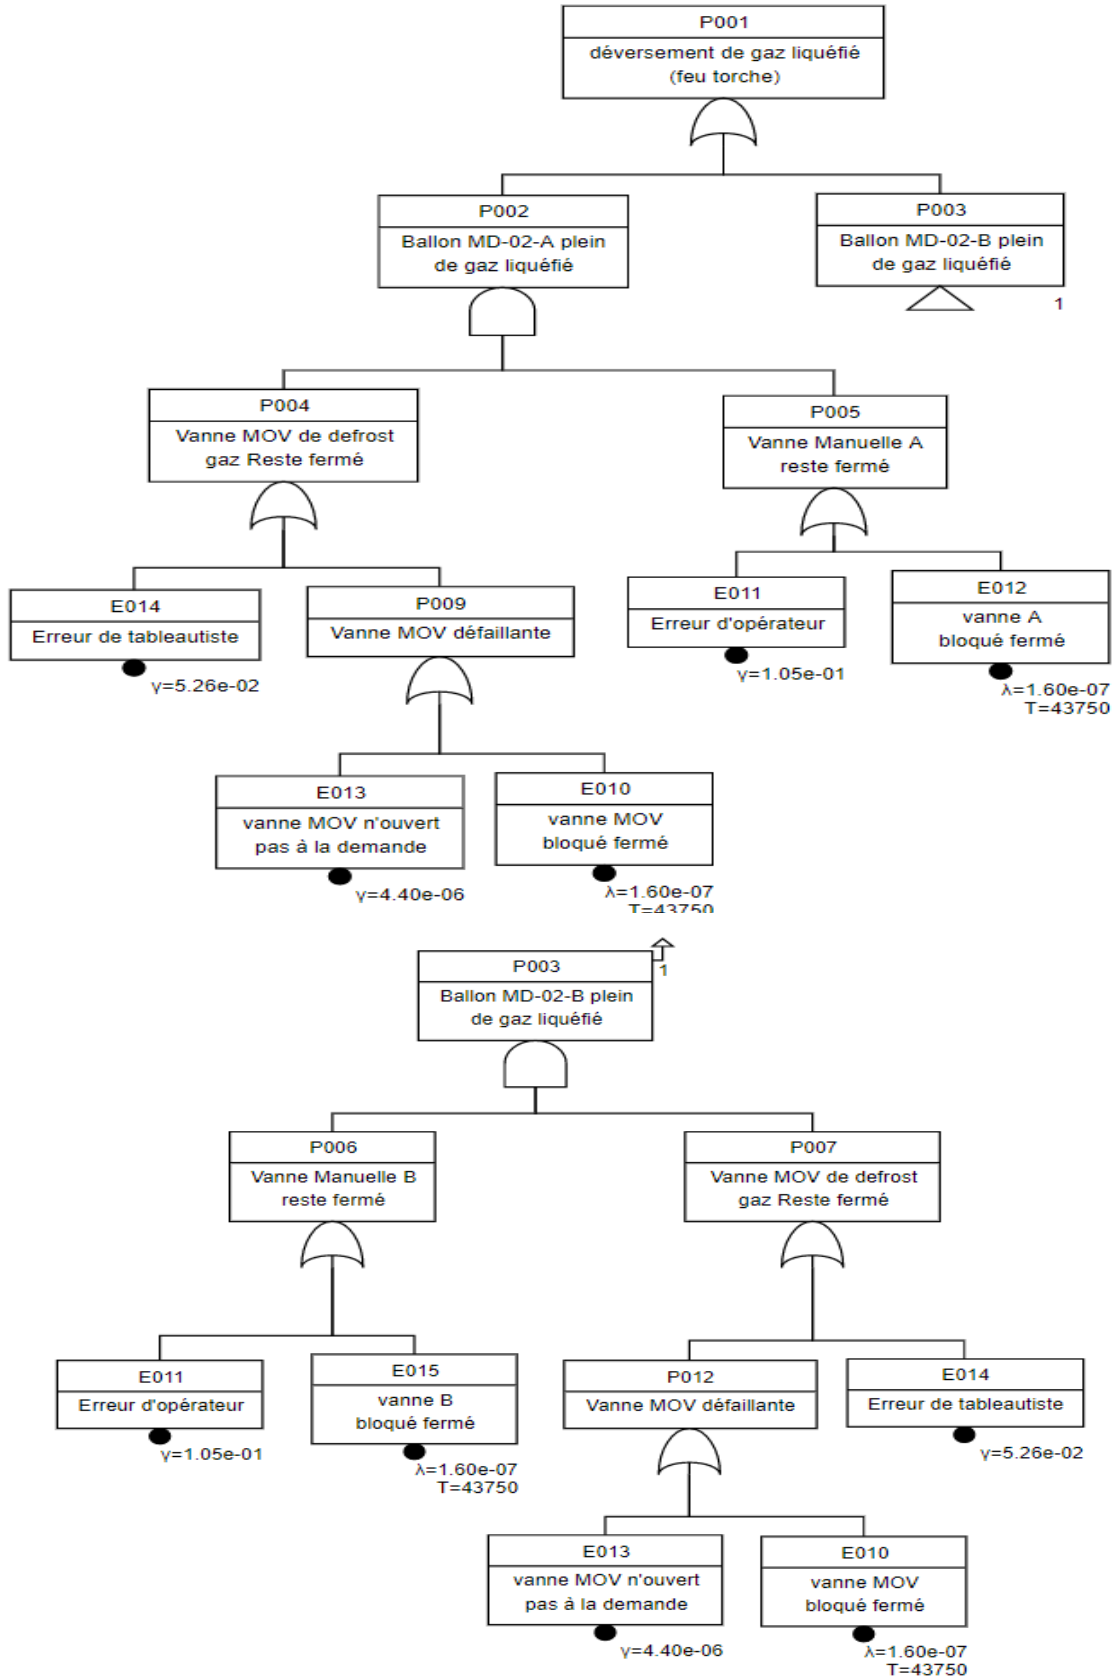 P001
déversement de gaz liquéfié
(feu torche)
P002
Ballon MD-02-A plein
de gaz liquéfié
P003
Ballon MD-02-B plein
de gaz liquéfié
1
P004
Vanne MOV de defrost
gaz Reste fermé
P005
Vanne Manuelle A
reste fermé
E014
Erreur de tableautiste
γ=5.26e-02
P009
Vanne MOV défaillante
E011
Erreur d'opérateur
γ=1.05e-01
E012
vanne A
bloqué fermé
λ=1.60e-07
T=43750
E013
vanne MOV n'ouvert
pas à la demande
γ=4.40e-06
E010
vanne MOV
bloqué fermé
λ=1.60e-07
T=43750
P003
Ballon MD-02-B plein
de gaz liquéfié
1
P006
Vanne Manuelle B
reste fermé
P007
Vanne MOV de defrost
gaz Reste fermé
E011
Erreur d'opérateur
γ=1.05e-01
E015
vanne B
bloqué fermé
λ=1.60e-07
T=43750
P012
Vanne MOV défaillante
E014
Erreur de tableautiste
γ=5.26e-02
E013
vanne MOV n'ouvert
pas à la demande
γ=4.40e-06
E010
vanne MOV
bloqué fermé
λ=1.60e-07
T=43750